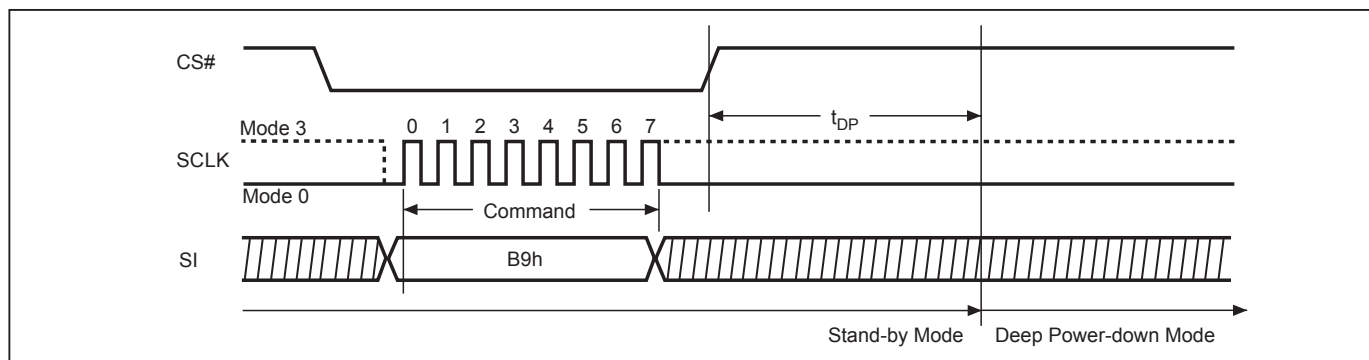 CS#
t_DP
Mode 3
0 1 2 3 4 5 6 7
SCLK
Mode 0
Command
SI
B9h
Stand-by Mode
Deep Power-down Mode